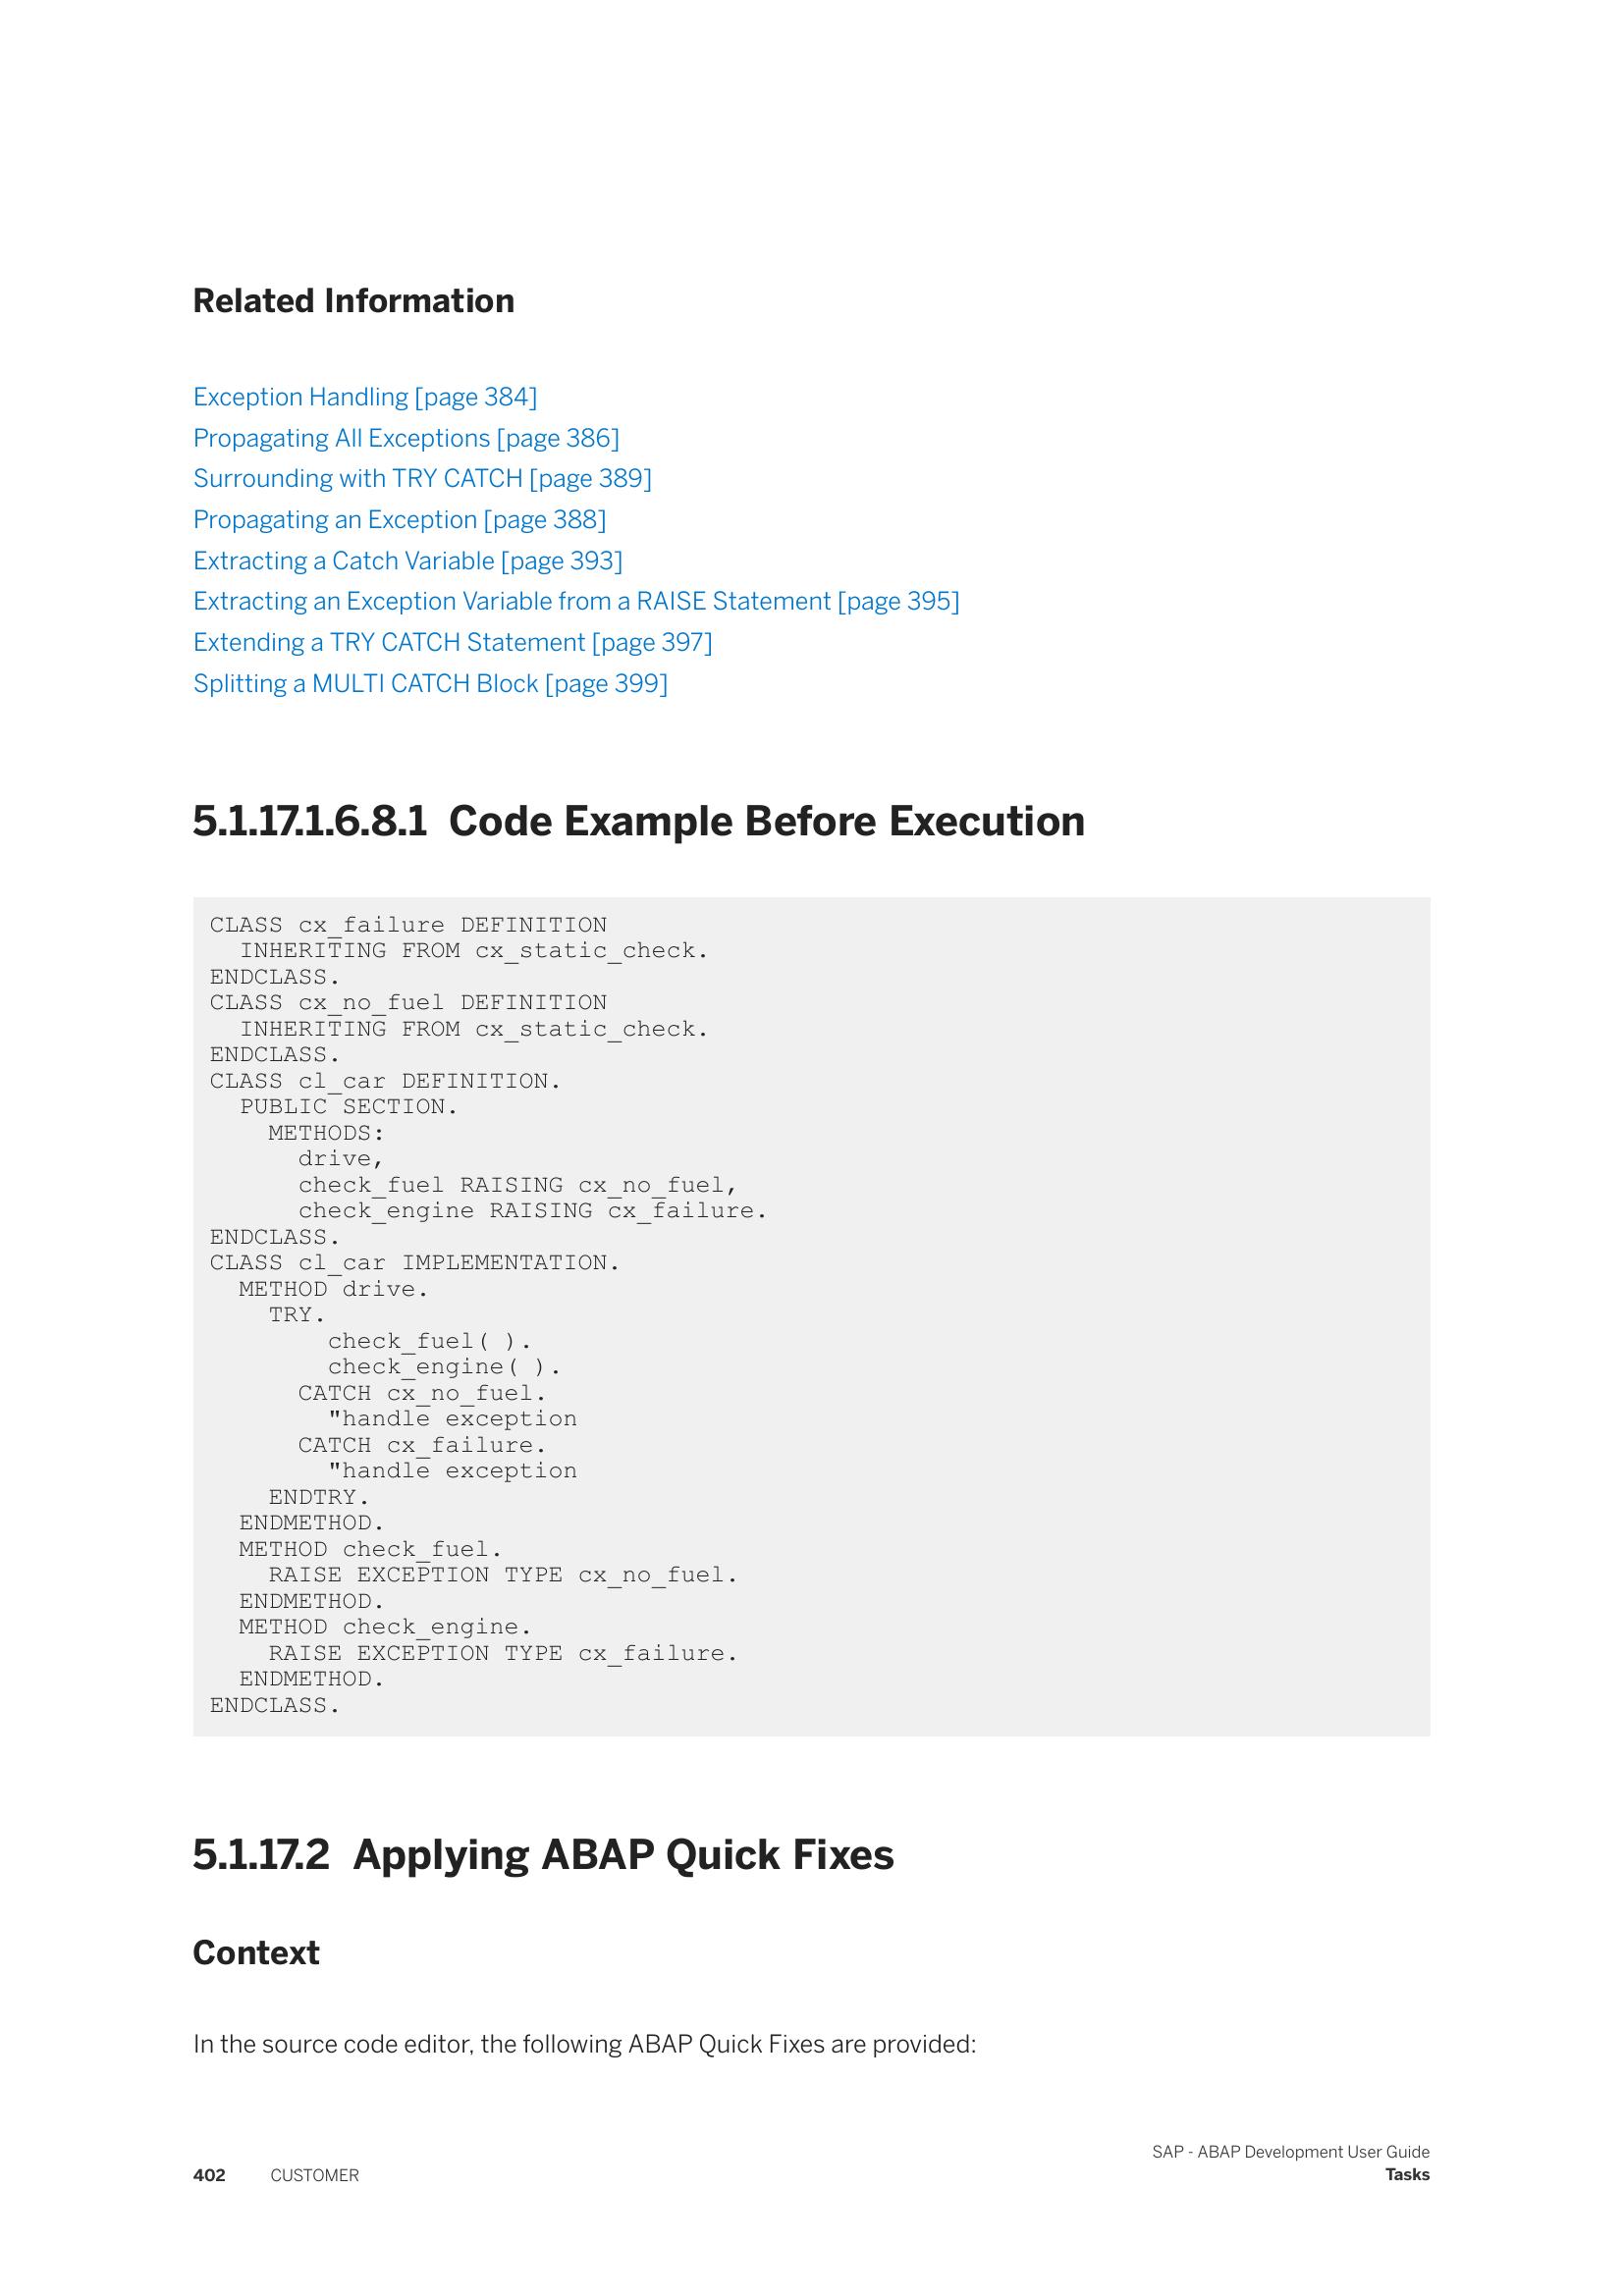 Related Information
Exception Handling [page 384]
Propagating All Exceptions [page 386]
Surrounding with TRY CATCH [page 389]
Propagating an Exception [page 388]
Extracting a Catch Variable [page 393]
Extracting an Exception Variable from a RAISE Statement [page 395]
Extending a TRY CATCH Statement [page 397]
Splitting a MULTI CATCH Block [page 399]
5.1.17.1.6.8.1 Code Example Before Execution
CLASS cx_failure DEFINITION
  INHERITING FROM cx_static_check.
ENDCLASS.
CLASS cx_no_fuel DEFINITION
  INHERITING FROM cx_static_check.
ENDCLASS.
CLASS cl_car DEFINITION.
  PUBLIC SECTION.
    METHODS:
      drive,
      check_fuel RAISING cx_no_fuel,
      check_engine RAISING cx_failure.
ENDCLASS.
CLASS cl_car IMPLEMENTATION.
  METHOD drive.
    TRY.
        check_fuel( ).
        check_engine( ).
      CATCH cx_no_fuel.
        "handle exception
      CATCH cx_failure.
        "handle exception
    ENDTRY.
  ENDMETHOD.
  METHOD check_fuel.
    RAISE EXCEPTION TYPE cx_no_fuel.
  ENDMETHOD.
  METHOD check_engine.
    RAISE EXCEPTION TYPE cx_failure.
  ENDMETHOD.
ENDCLASS.
5.1.17.2 Applying ABAP Quick Fixes
Context
In the source code editor, the following ABAP Quick Fixes are provided:
SAP - ABAP Development User Guide
402 CUSTOMER Tasks